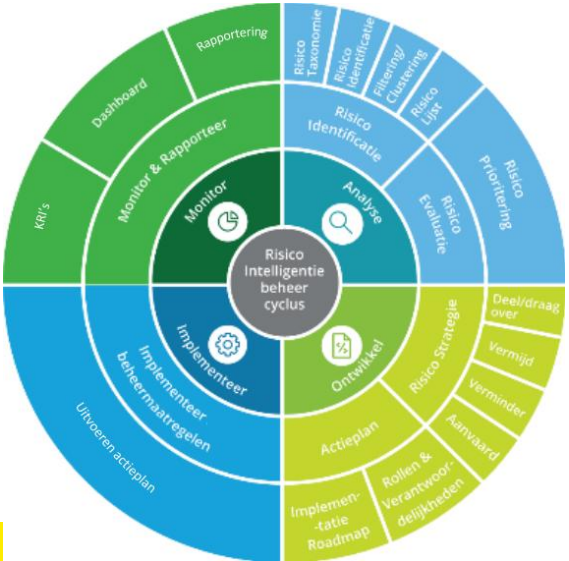 Risico
Intelligentie
beheer
cyclus
Analyse
Risico
Identificatie
Risico
Taxonomie
Risico
Identificatie
Filtering/
Clustering
Risico
Lijst
Risico
Evaluatie
Risico
Prioritering
Ontwikkel
Risico Strategie
Deel/draag
over
Vermijd
Verminder
Aanvaard
Actieplan
Rollen &
Verantwoor-
delijkheden
Implemen-
-tatie
Roadmap
Implementeer
Implementeer
beheermaatregelen
Uitvoeren actieplan
Monitor
Monitor & Rapporteer
KRI's
Dashboard
Rapportering